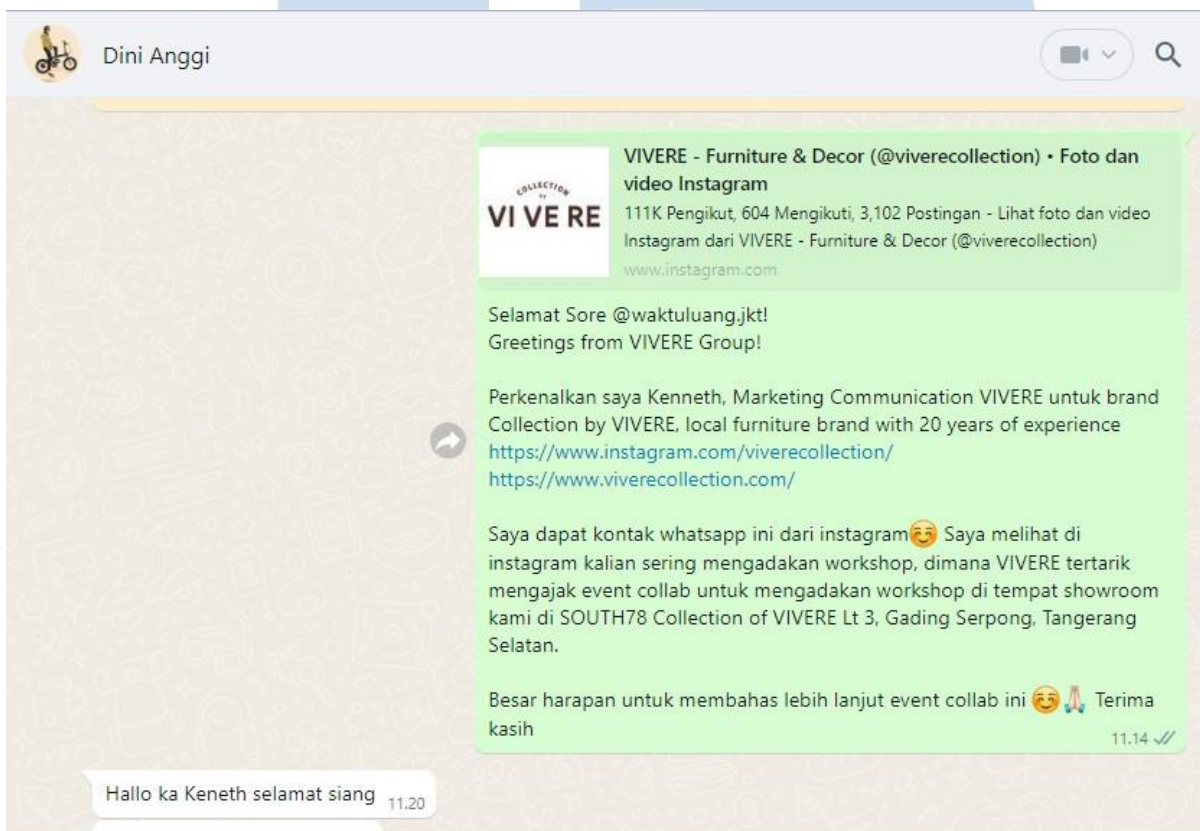 Dini Anggi
VIVERE - Furniture & Decor (@viverecollection) • Foto dan
video Instagram
COLLECTION
by
VIVERE
111K Pengikut, 604 Mengikuti, 3,102 Postingan - Lihat foto dan video
Instagram dari VIVERE - Furniture & Decor (@viverecollection)
www.instagram.com
Selamat Sore @waktuluang.jkt!
Greetings from VIVERE Group!
Perkenalkan saya Kenneth, Marketing Communication VIVERE untuk brand
Collection by VIVERE, local furniture brand with 20 years of experience
https://www.instagram.com/viverecollection/
https://www.viverecollection.com/
Saya dapat kontak whatsapp ini dari instagram☺️ Saya melihat di
instagram kalian sering mengadakan workshop, dimana VIVERE tertarik
mengajak event collab untuk mengadakan workshop di tempat showroom
kami di SOUTH78 Collection of VIVERE Lt 3, Gading Serpong, Tangerang
Selatan.
Besar harapan untuk membahas lebih lanjut event collab ini ☺️🙏🏻 Terima
kasih
11.14
Hallo ka Keneth selamat siang 11.20